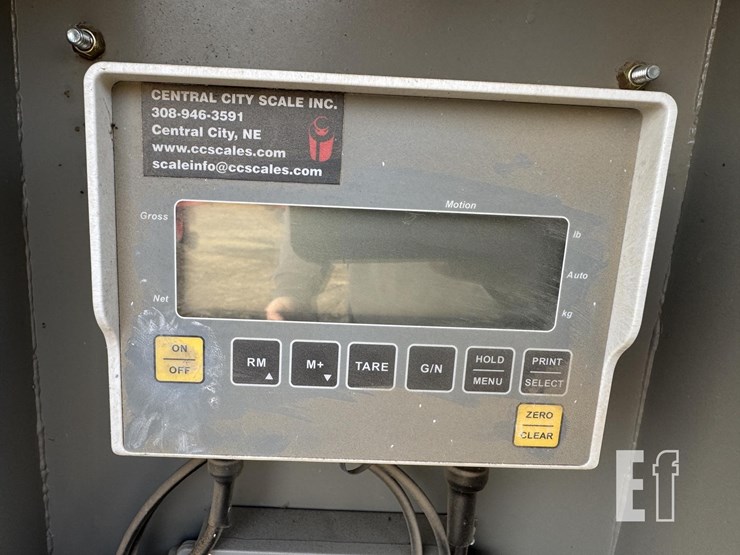 CENTRAL CITY SCALE INC.
308-946-3591
Central City, NE
www.ccscales.com
scaleinfo@ccscales.com
Motion
Gross
lb
Auto
Net
kg
ON
OFF
RM
M+
TARE
G/N
HOLD
MENU
PRINT
SELECT
ZERO
CLEAR
Ef